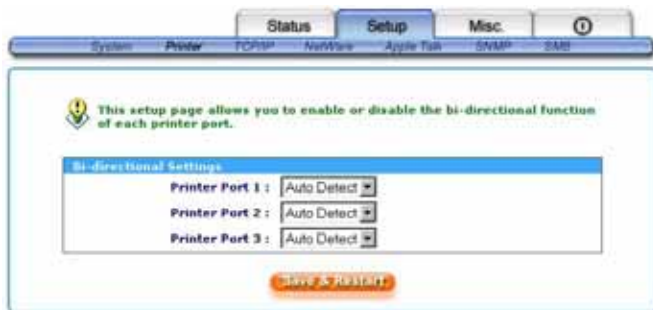 Status Setup Misc.
System Printer TCP/IP NetWare Apple Talk SNMP SMB
This setup page allows you to enable or disable the bi-directional function
of each printer port.
Bi-directional Settings
Printer Port 1 : Auto Detect
Printer Port 2 : Auto Detect
Printer Port 3 : Auto Detect
Save & Restart